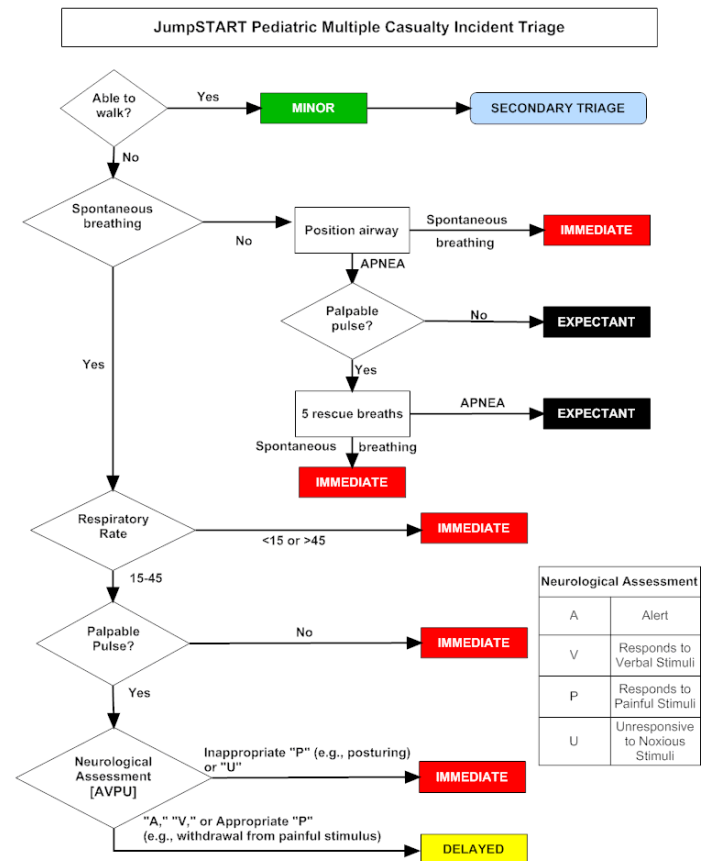 JumpSTART Pediatric Multiple Casualty Incident Triage
Able to
walk?
Yes
MINOR
SECONDARY TRIAGE
No
Spontaneous
breathing
No
Position airway
Spontaneous
breathing
IMMEDIATE
APNEA
Palpable
pulse?
No
EXPECTANT
Yes
Yes
5 rescue breaths
APNEA
EXPECTANT
Spontaneous breathing
IMMEDIATE
Respiratory
Rate
<15 or >45
IMMEDIATE
15-45
Palpable
Pulse?
No
IMMEDIATE
Yes
Neurological
Assessment
[AVPU]
Inappropriate "P" (e.g., posturing)
or "U"
IMMEDIATE
"A," "V," or Appropriate "P"
(e.g., withdrawal from painful stimulus)
DELAYED
Neurological Assessment
A Alert
V Responds to
Verbal Stimuli
P Responds to
Painful Stimuli
U Unresponsive
to Noxious
Stimuli